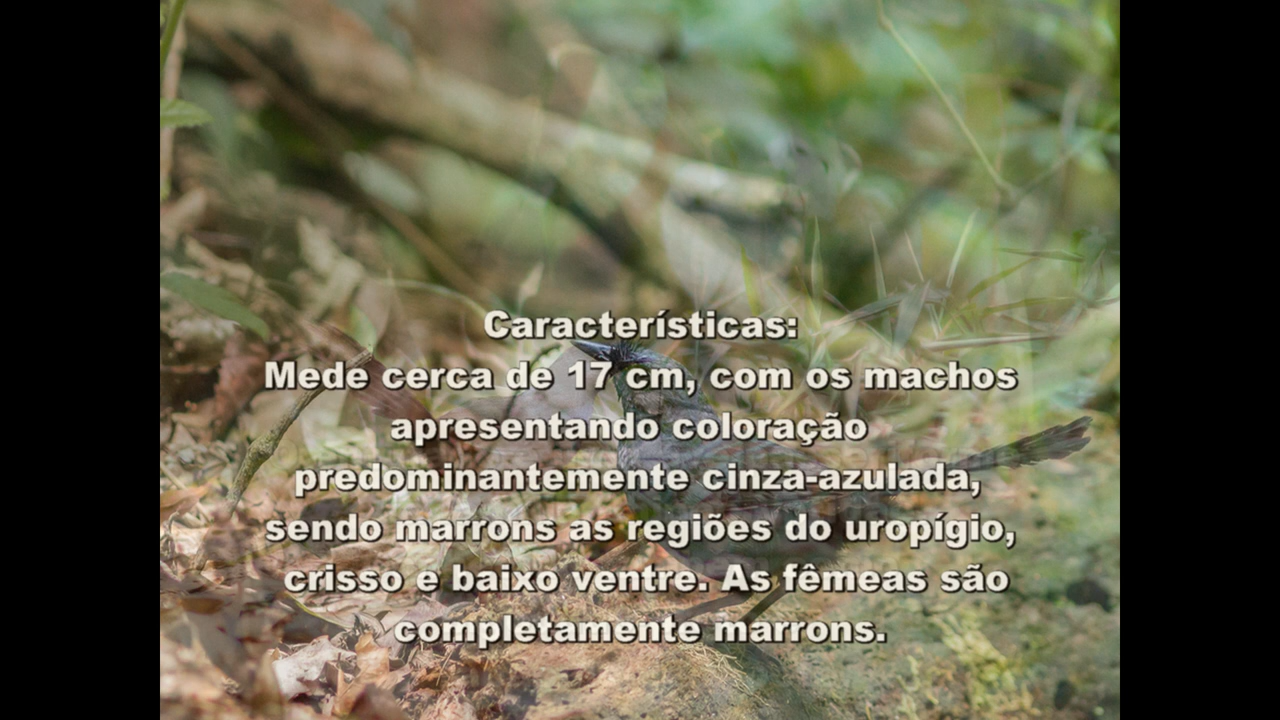 Características:
Mede cerca de 17 cm, com os machos
apresentando coloração
predominantemente cinza-azulada,
sendo marrons as regiões do uropígio,
crisso e baixo ventre. As fêmeas são
completamente marrons.